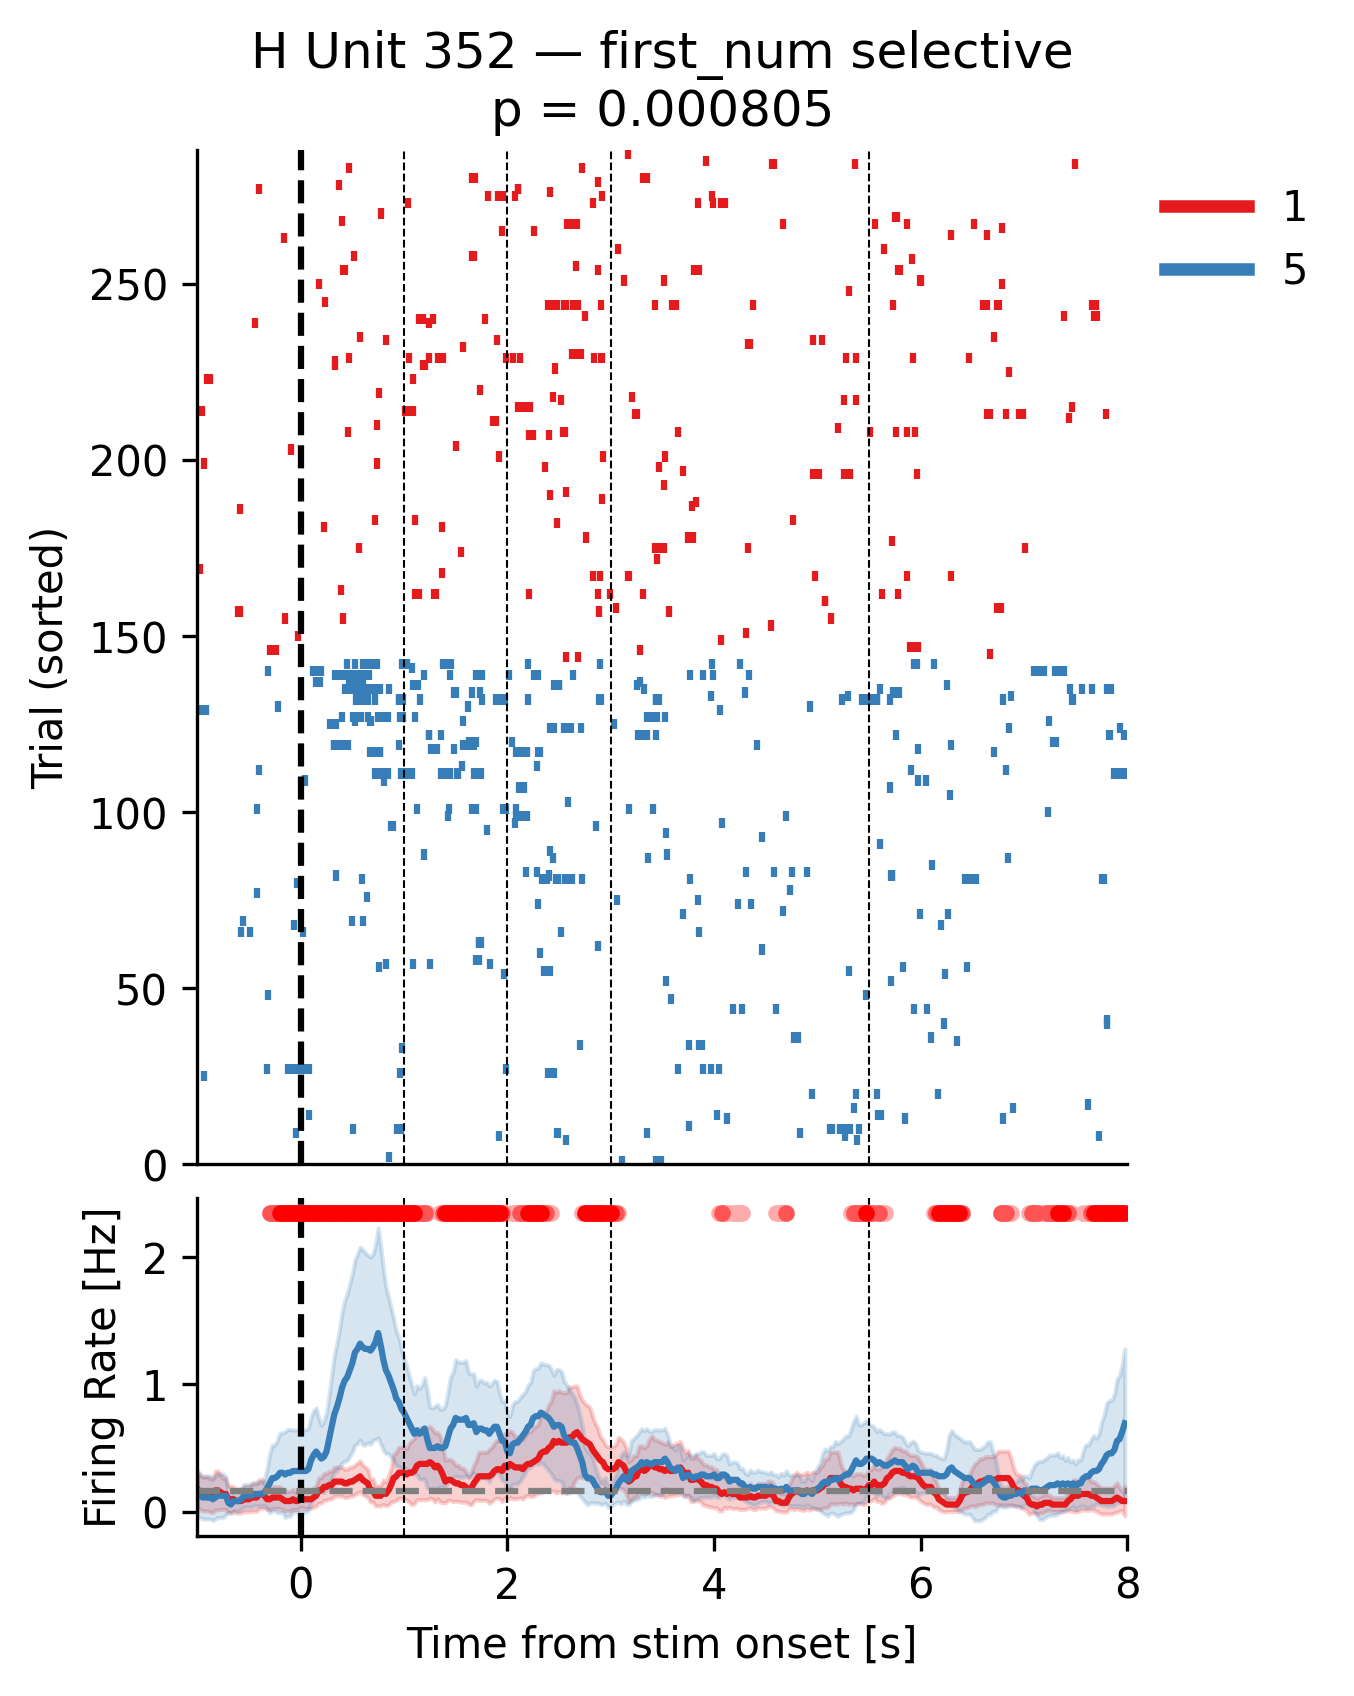 H Unit 352 — first_num selective
p = 0.000805
1
5
250
200
150
100
50
0
Trial (sorted)
2
1
0
Firing Rate [Hz]
0 2 4 6 8
Time from stim onset [s]